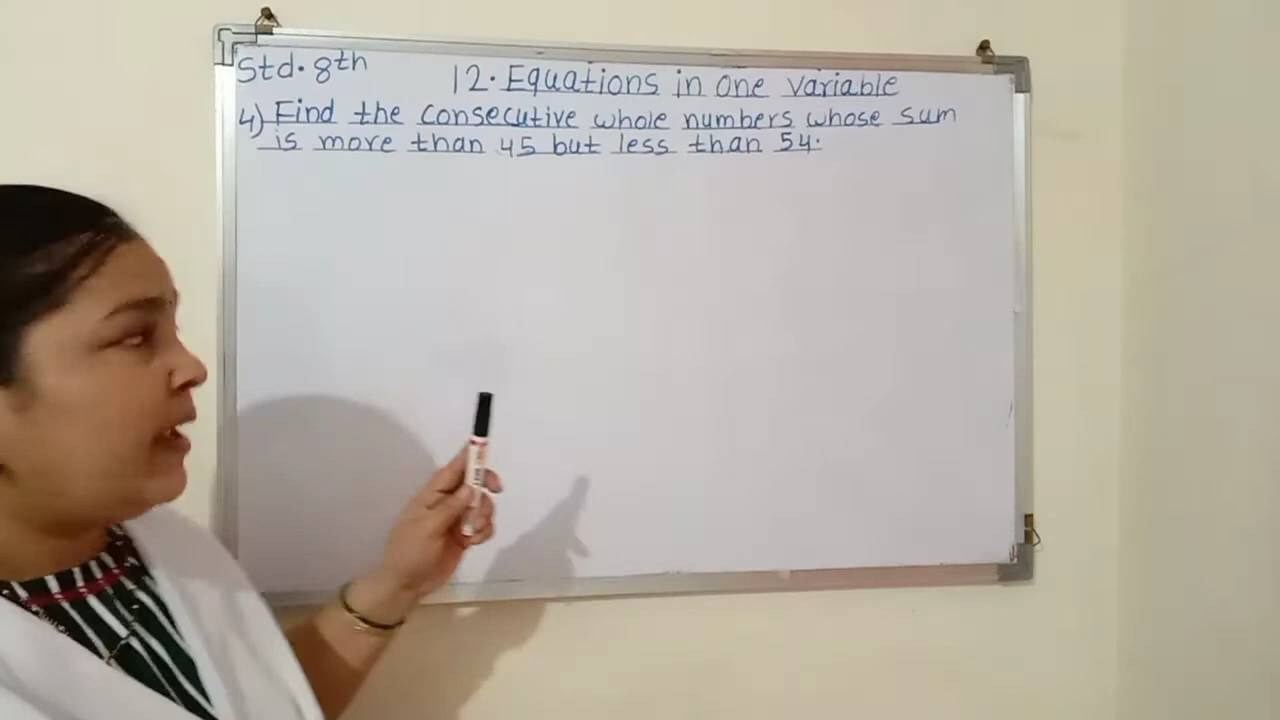 Std. 8th
12. Equations in one variable
4) Find the consecutive whole numbers whose sum
is more than 45 but less than 54.